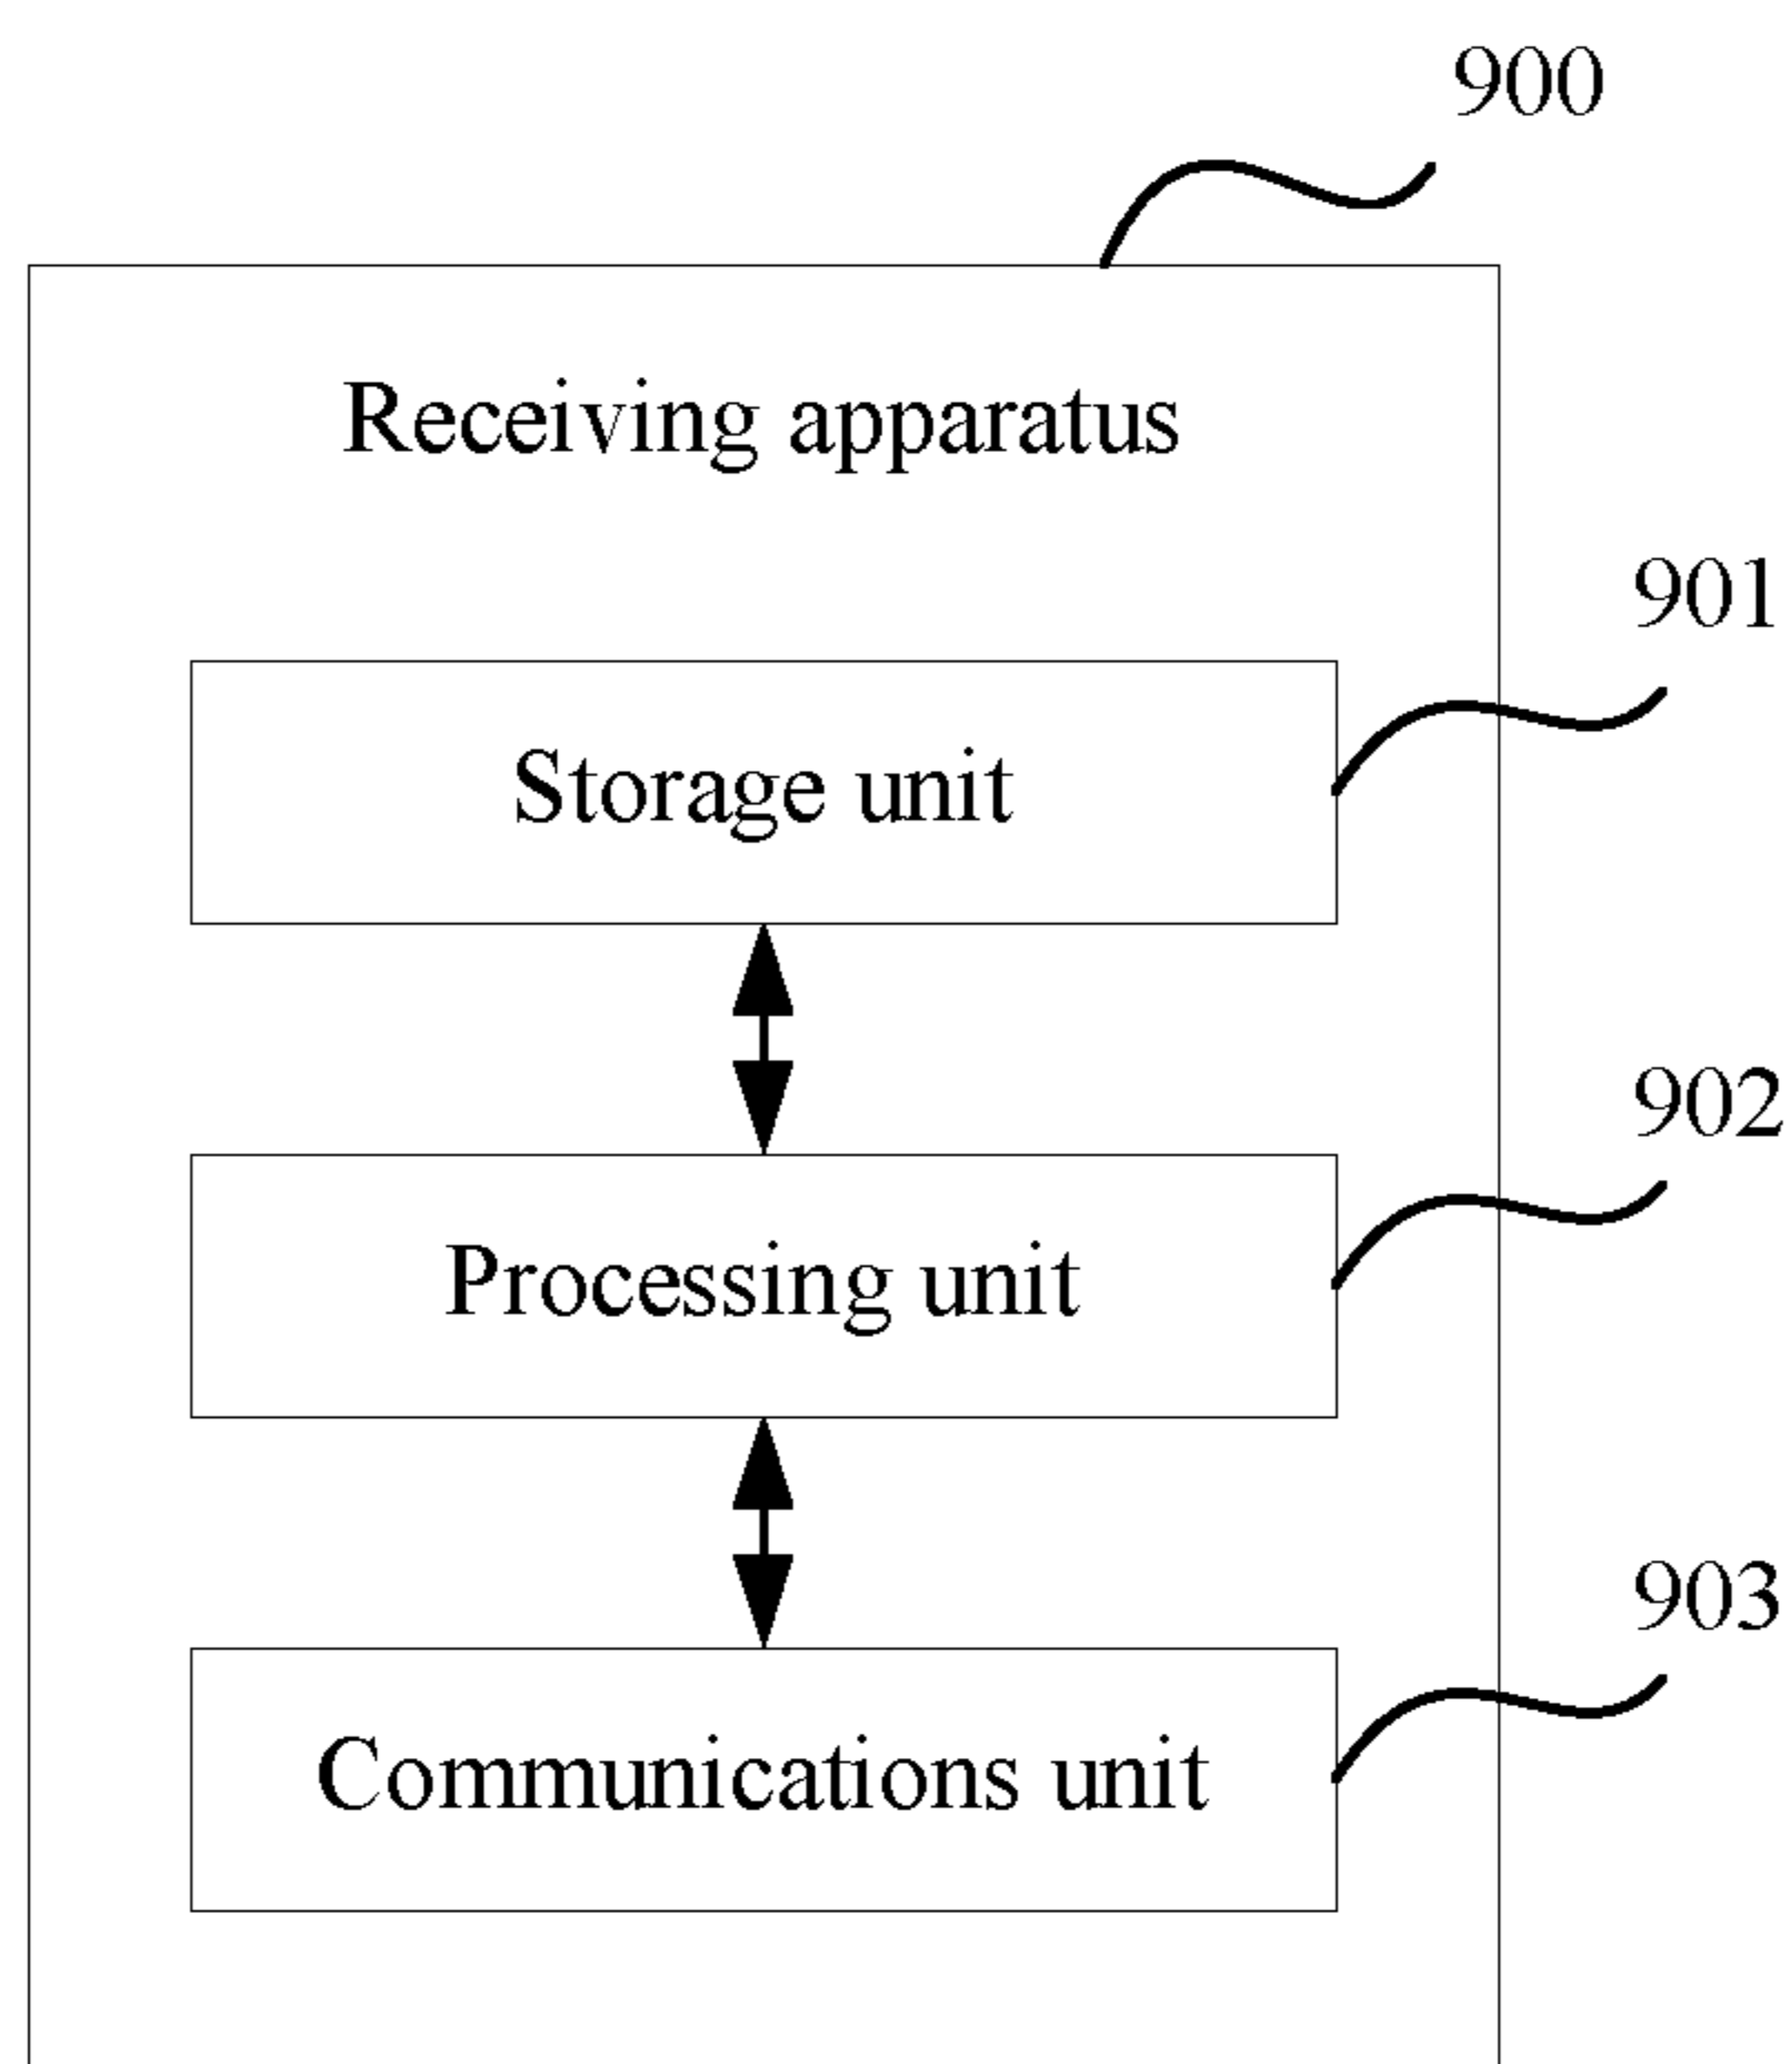 900
Receiving apparatus
901
Storage unit
902
Processing unit
903
Communications unit